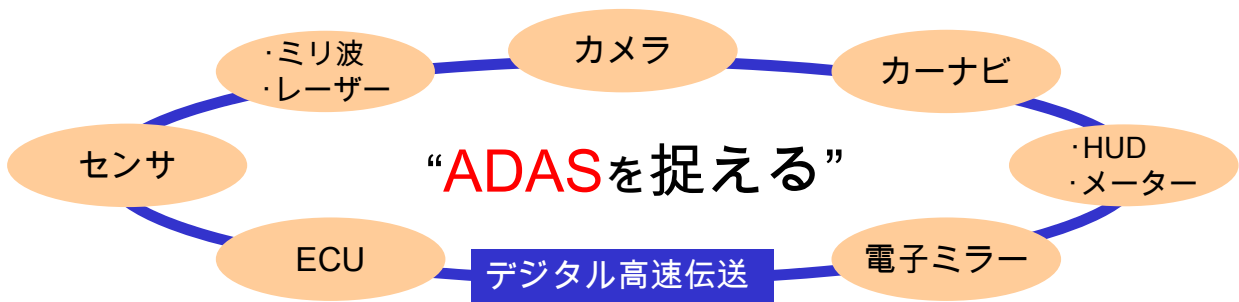 カメラ
・ミリ波
・レーザー
カーナビ
センサ
“ADASを捉える”
・HUD
・メーター
ECU
デジタル高速伝送
電子ミラー